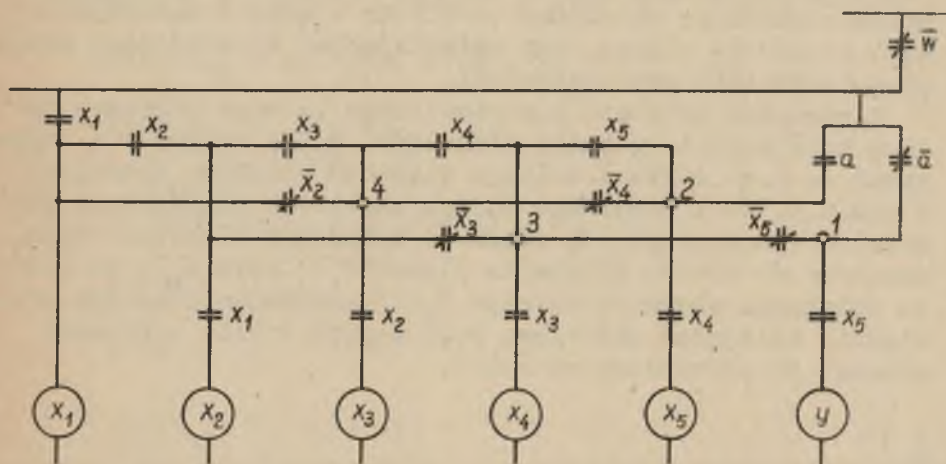 w̅
x₁ x₂ x₃ x₄ x₅ a a̅
x̅₂ 4 x̅₄ 2
x̅₃ 3 x̅₅ 1
x₁ x₂ x₃ x₄ x₅
x₁ x₂ x₃ x₄ x₅ y